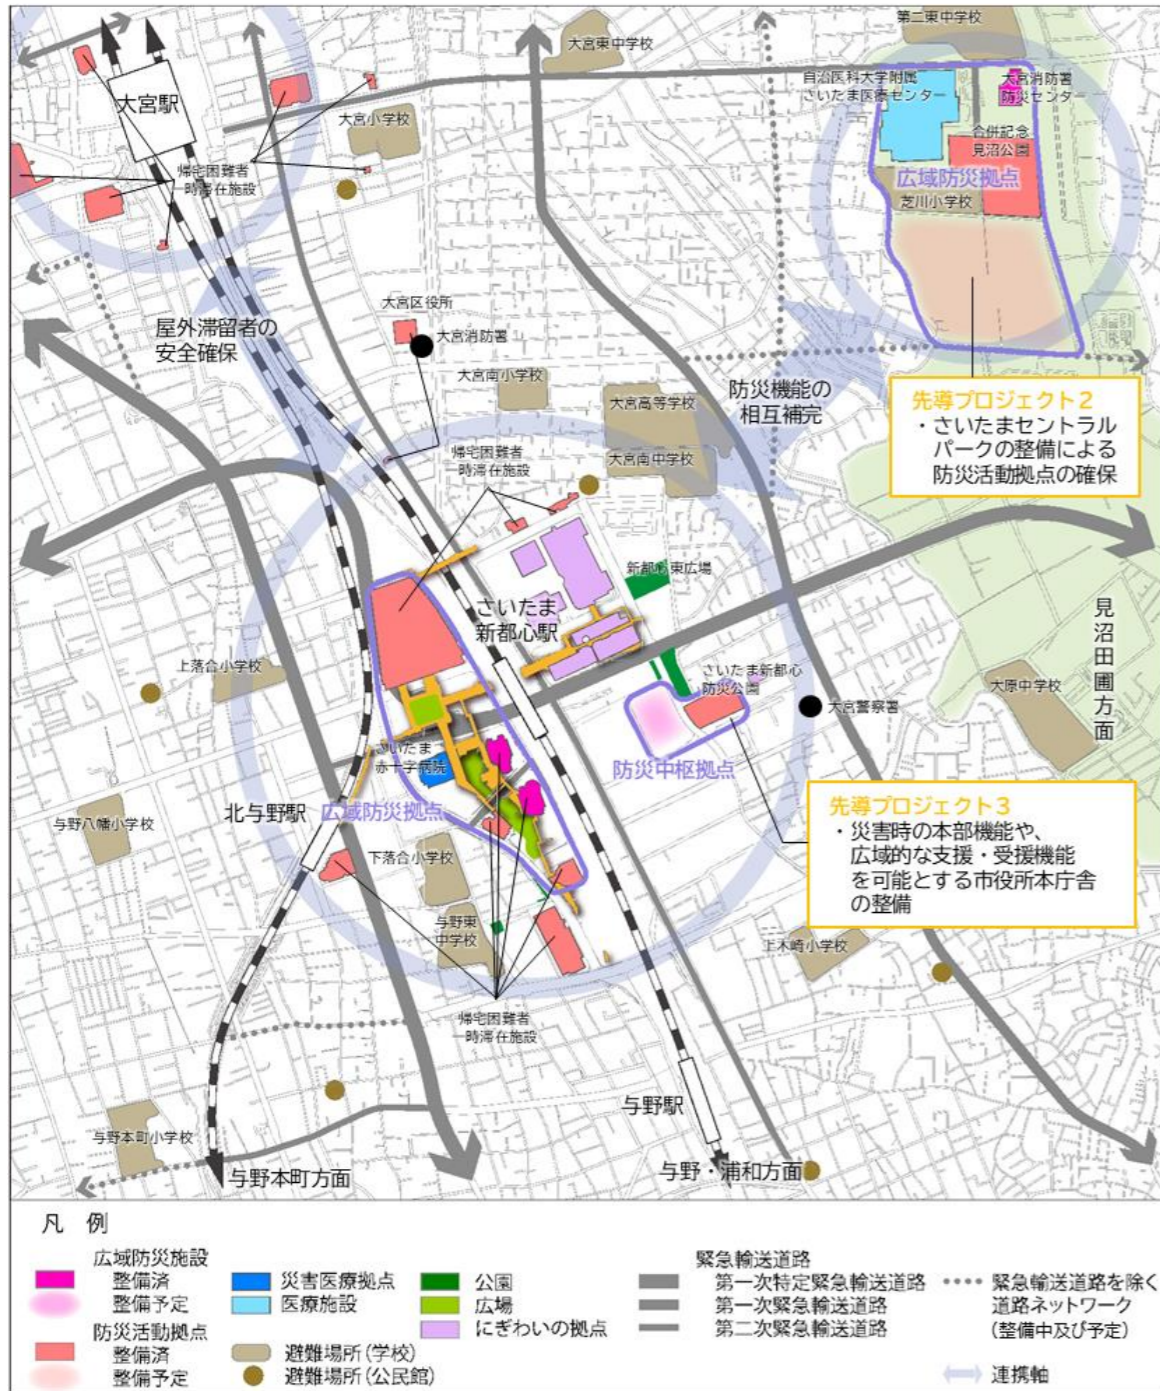 第二東中学校
大宮東中学校
自治医科大学附属
さいたま医療センター
大宮消防署
防災センター
大宮駅
大宮小学校
合併記念
見沼公園
帰宅困難者
一時滞在施設
広域防災拠点
芝川小学校
大宮区役所
屋外滞留者の
安全確保
大宮消防署
大宮南小学校
防災機能の
相互補完
大宮高等学校
先導プロジェクト2
・さいたまセントラル
パークの整備による
防災活動拠点の確保
帰宅困難者
一時滞在施設
大宮南中学校
新都心東広場
さいたま
新都心駅
見沼田圃方面
上落合小学校
さいたま新都心
防災公園
大原中学校
大宮警察署
さいたま
赤十字病院
防災中枢拠点
北与野駅
広域防災拠点
与野八幡小学校
下落合小学校
先導プロジェクト3
・災害時の本部機能や、
広域的な支援・受援機能
を可能とする市役所本庁舎
の整備
与野東
中学校
上木崎小学校
帰宅困難者
一時滞在施設
与野駅
与野本町小学校
与野本町方面
与野・浦和方面
凡 例
広域防災施設
整備済
整備予定
防災活動拠点
整備済
整備予定
災害医療拠点
医療施設
避難場所(学校)
避難場所(公民館)
公園
広場
にぎわいの拠点
緊急輸送道路
第一次特定緊急輸送道路
第一次緊急輸送道路
第二次緊急輸送道路
緊急輸送道路を除く
道路ネットワーク
(整備中及び予定)
連携軸